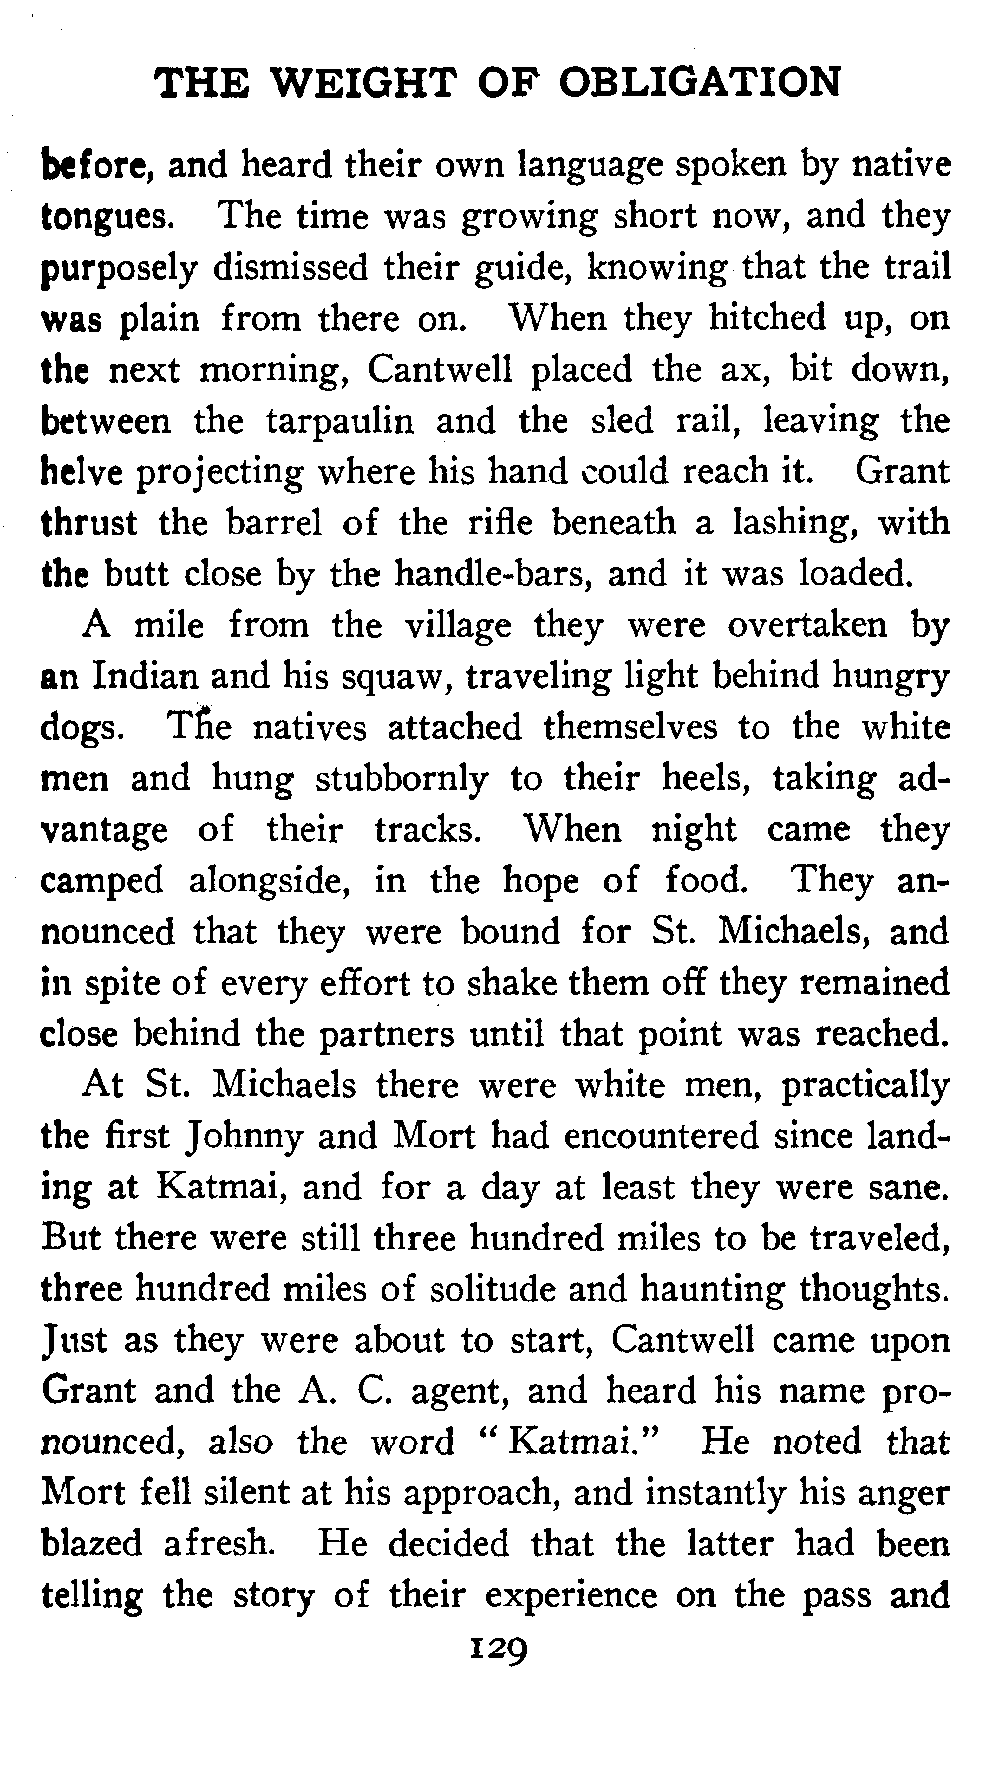 THE WEIGHT OF OBLIGATION
before, and heard their own language spoken by native
tongues. The time was growing short now, and they
purposely dismissed their guide, knowing that the trail
was plain from there on. When they hitched up, on
the next morning, Cantwell placed the ax, bit down,
between the tarpaulin and the sled rail, leaving the
helve projecting where his hand could reach it. Grant
thrust the barrel of the rifle beneath a lashing, with
the butt close by the handle-bars, and it was loaded.
A mile from the village they were overtaken by
an Indian and his squaw, traveling light behind hungry
dogs. The natives attached themselves to the white
men and hung stubbornly to their heels, taking ad-
vantage of their tracks. When night came they
camped alongside, in the hope of food. They an-
nounced that they were bound for St. Michaels, and
in spite of every effort to shake them off they remained
close behind the partners until that point was reached.
At St. Michaels there were white men, practically
the first Johnny and Mort had encountered since land-
ing at Katmai, and for a day at least they were sane.
But there were still three hundred miles to be traveled,
three hundred miles of solitude and haunting thoughts.
Just as they were about to start, Cantwell came upon
Grant and the A. C. agent, and heard his name pro-
nounced, also the word "Katmai." He noted that
Mort fell silent at his approach, and instantly his anger
blazed afresh. He decided that the latter had been
telling the story of their experience on the pass and
129